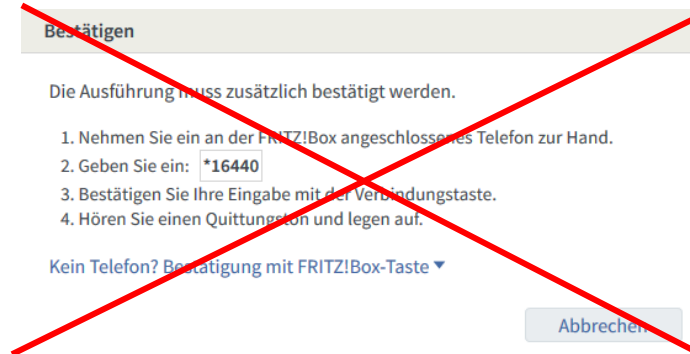 Bestätigen
Die Ausführung muss zusätzlich bestätigt werden.
1. Nehmen Sie ein an der FRITZ!Box angeschlossenes Telefon zur Hand.
2. Geben Sie ein: *16440
3. Bestätigen Sie Ihre Eingabe mit der Verbindungstaste.
4. Hören Sie einen Quittungston und legen auf.
Kein Telefon? Bestätigung mit FRITZ!Box-Taste
Abbrechen